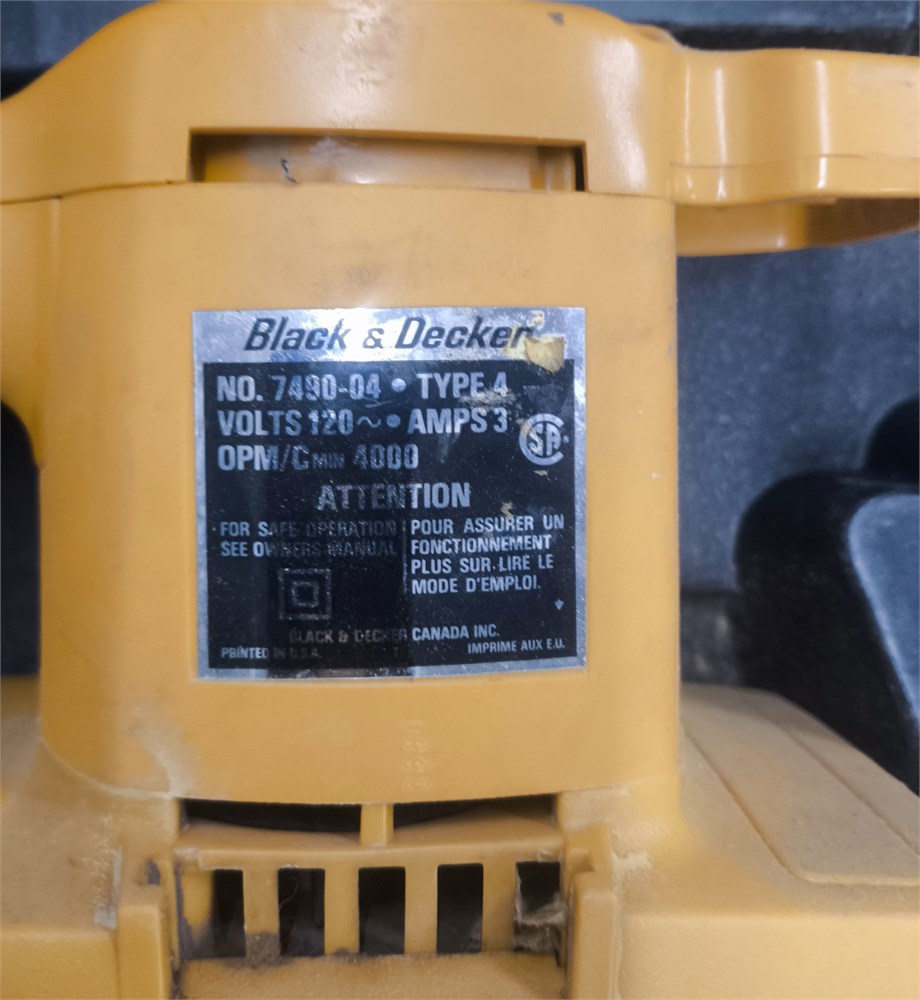 Black & Decker
NO. 7490-04 • TYPE 4
VOLTS 120~ • AMPS 3
OPM/C MIN 4000
SA
ATTENTION
FOR SAFE OPERATION
SEE OWNERS MANUAL
POUR ASSURER UN
FONCTIONNEMENT
PLUS SUR-LIRE LE
MODE D'EMPLOI.
BLACK & DECKER CANADA INC.
PRINTED IN U.S.A.
IMPRIME AUX E.U.